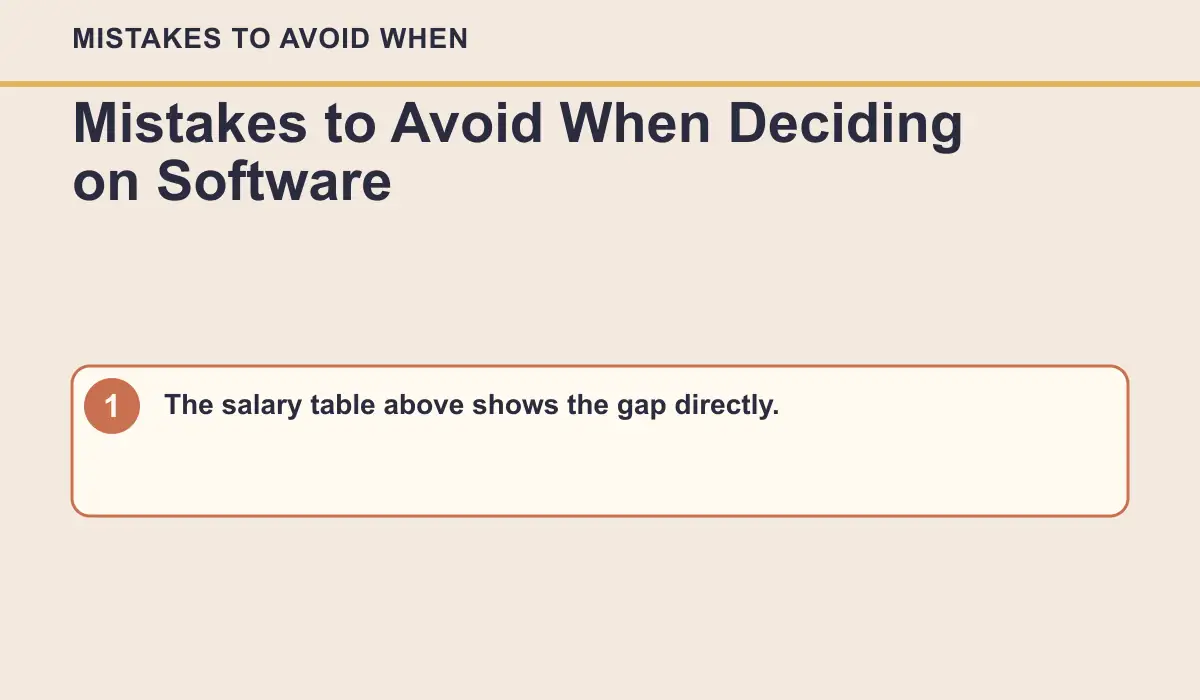 MISTAKES TO AVOID WHEN
Mistakes to Avoid When Deciding
on Software
1 The salary table above shows the gap directly.